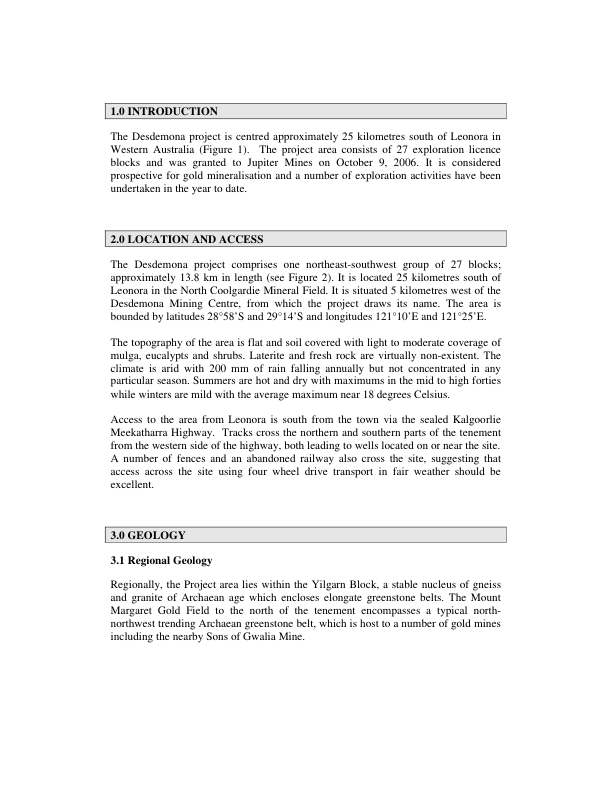 1.0 INTRODUCTION
The Desdemona project is centred approximately 25 kilometres south of Leonora in
Western Australia (Figure 1).  The project area consists of 27 exploration licence
blocks and was granted to Jupiter Mines on October 9, 2006. It is considered
prospective for gold mineralisation and a number of exploration activities have been
undertaken in the year to date.
2.0 LOCATION AND ACCESS
The Desdemona project comprises one northeast-southwest group of 27 blocks;
approximately 13.8 km in length (see Figure 2). It is located 25 kilometres south of
Leonora in the North Coolgardie Mineral Field. It is situated 5 kilometres west of the
Desdemona Mining Centre, from which the project draws its name. The area is
bounded by latitudes 28°58'S and 29°14'S and longitudes 121°10'E and 121°25'E.
The topography of the area is flat and soil covered with light to moderate coverage of
mulga, eucalypts and shrubs. Laterite and fresh rock are virtually non-existent. The
climate is arid with 200 mm of rain falling annually but not concentrated in any
particular season. Summers are hot and dry with maximums in the mid to high forties
while winters are mild with the average maximum near 18 degrees Celsius.
Access to the area from Leonora is south from the town via the sealed Kalgoorlie
Meekatharra Highway.  Tracks cross the northern and southern parts of the tenement
from the western side of the highway, both leading to wells located on or near the site.
A number of fences and an abandoned railway also cross the site, suggesting that
access across the site using four wheel drive transport in fair weather should be
excellent.
3.0 GEOLOGY
3.1 Regional Geology
Regionally, the Project area lies within the Yilgarn Block, a stable nucleus of gneiss
and granite of Archaean age which encloses elongate greenstone belts. The Mount
Margaret Gold Field to the north of the tenement encompasses a typical north-
northwest trending Archaean greenstone belt, which is host to a number of gold mines
including the nearby Sons of Gwalia Mine.